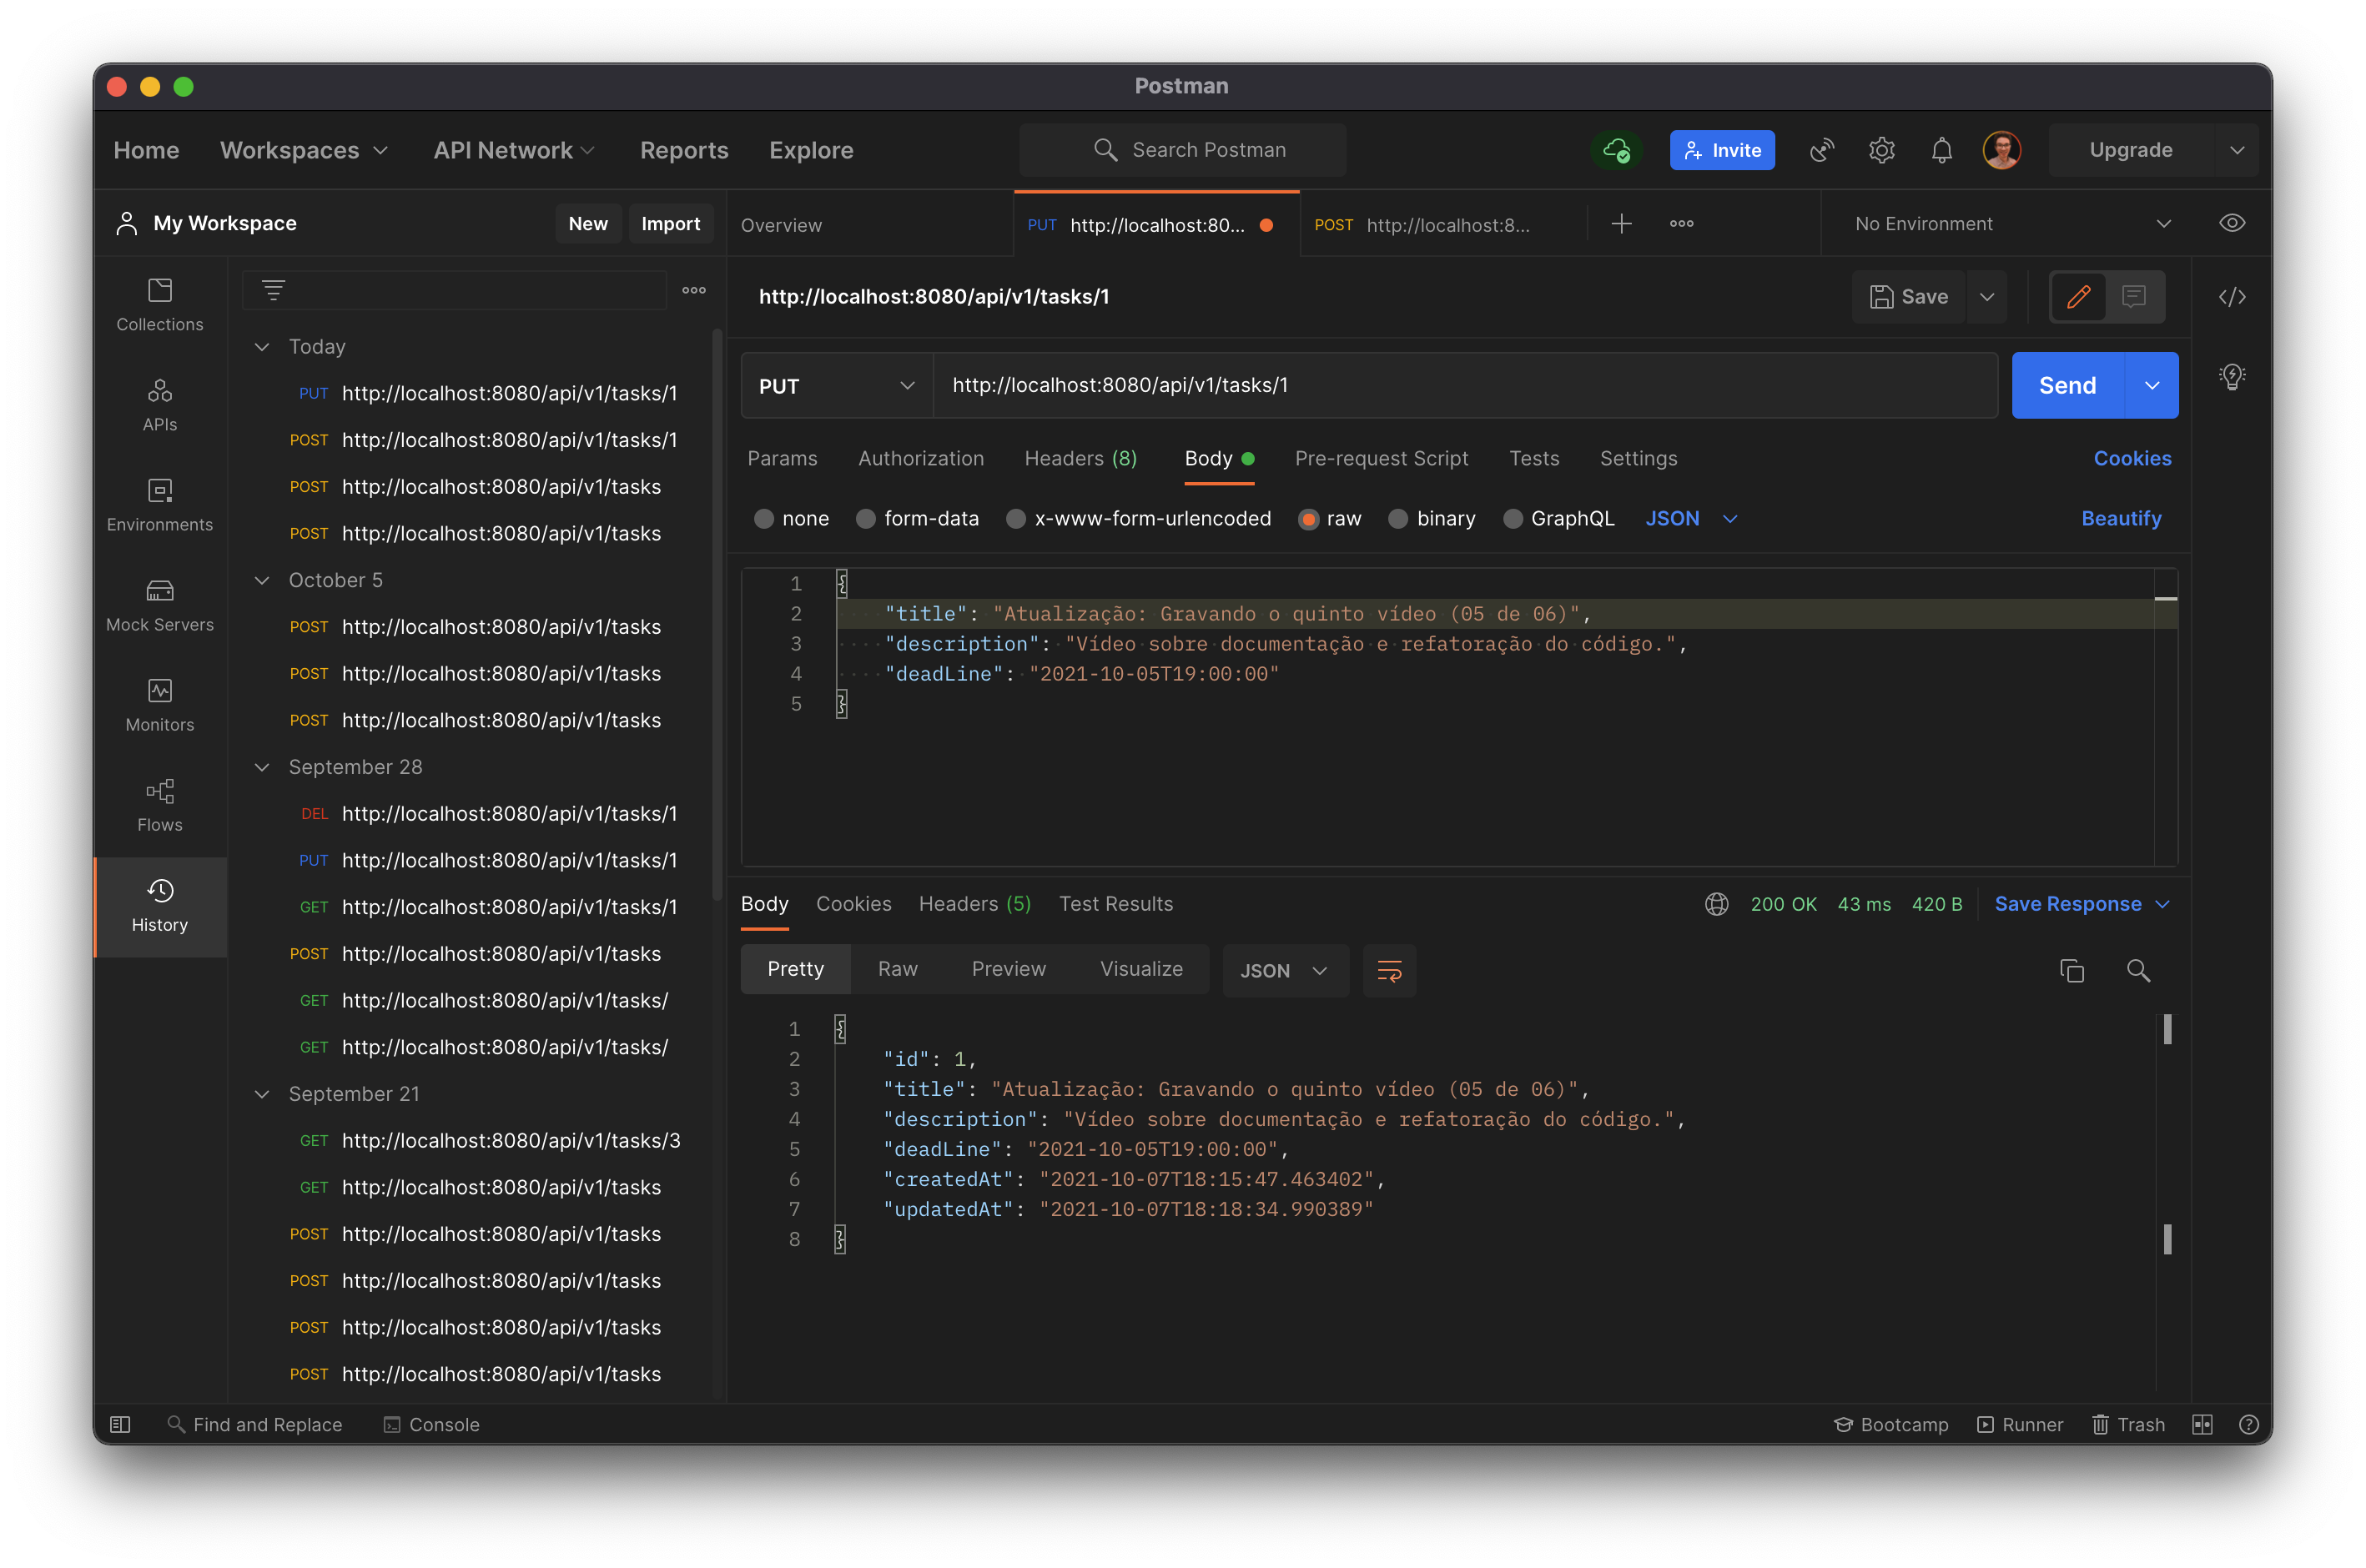 Postman
Home Workspaces API Network Reports Explore Search Postman Invite Upgrade
My Workspace New Import
Overview PUT http://localhost:80... POST http://localhost:8... No Environment
Collections
APIs
Environments
Mock Servers
Monitors
Flows
History
Today
PUT http://localhost:8080/api/v1/tasks/1
POST http://localhost:8080/api/v1/tasks/1
POST http://localhost:8080/api/v1/tasks
POST http://localhost:8080/api/v1/tasks
October 5
POST http://localhost:8080/api/v1/tasks
POST http://localhost:8080/api/v1/tasks
POST http://localhost:8080/api/v1/tasks
September 28
DEL http://localhost:8080/api/v1/tasks/1
PUT http://localhost:8080/api/v1/tasks/1
GET http://localhost:8080/api/v1/tasks/1
POST http://localhost:8080/api/v1/tasks
GET http://localhost:8080/api/v1/tasks/
GET http://localhost:8080/api/v1/tasks/
September 21
GET http://localhost:8080/api/v1/tasks/3
GET http://localhost:8080/api/v1/tasks
POST http://localhost:8080/api/v1/tasks
POST http://localhost:8080/api/v1/tasks
POST http://localhost:8080/api/v1/tasks
POST http://localhost:8080/api/v1/tasks
http://localhost:8080/api/v1/tasks/1 Save
PUT http://localhost:8080/api/v1/tasks/1 Send
Params Authorization Headers (8) Body Pre-request Script Tests Settings Cookies
none form-data x-www-form-urlencoded raw binary GraphQL JSON Beautify
1 {
2 "title": "Atualização: Gravando o quinto vídeo (05 de 06)",
3 "description": "Vídeo sobre documentação e refatoração do código.",
4 "deadLine": "2021-10-05T19:00:00"
5 }
Body Cookies Headers (5) Test Results 200 OK 43 ms 420 B Save Response
Pretty Raw Preview Visualize JSON
1 {
2 "id": 1,
3 "title": "Atualização: Gravando o quinto vídeo (05 de 06)",
4 "description": "Vídeo sobre documentação e refatoração do código.",
5 "deadLine": "2021-10-05T19:00:00",
6 "createdAt": "2021-10-07T18:15:47.463402",
7 "updatedAt": "2021-10-07T18:18:34.990389"
8 }
Find and Replace Console Bootcamp Runner Trash